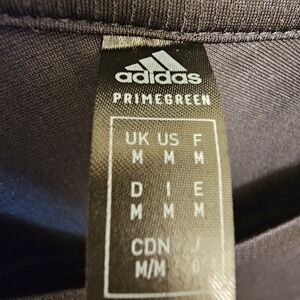 adidas
PRIMEGREEN
UK US F
M M M
D I E
M M M
CDN J
M/M O